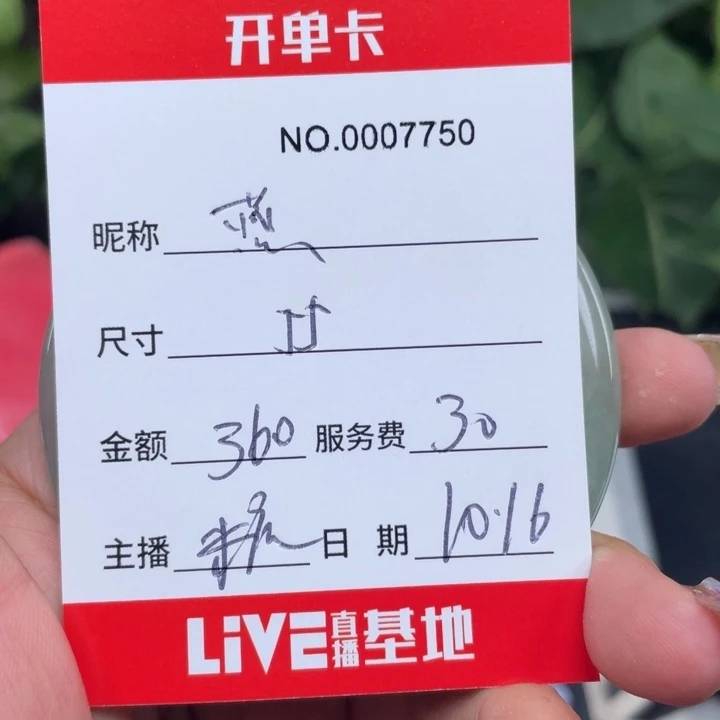 开单卡
NO.0007750
昵称
尺寸
金额 360 服务费 30
主播 日期 10.16
LiVE直播基地